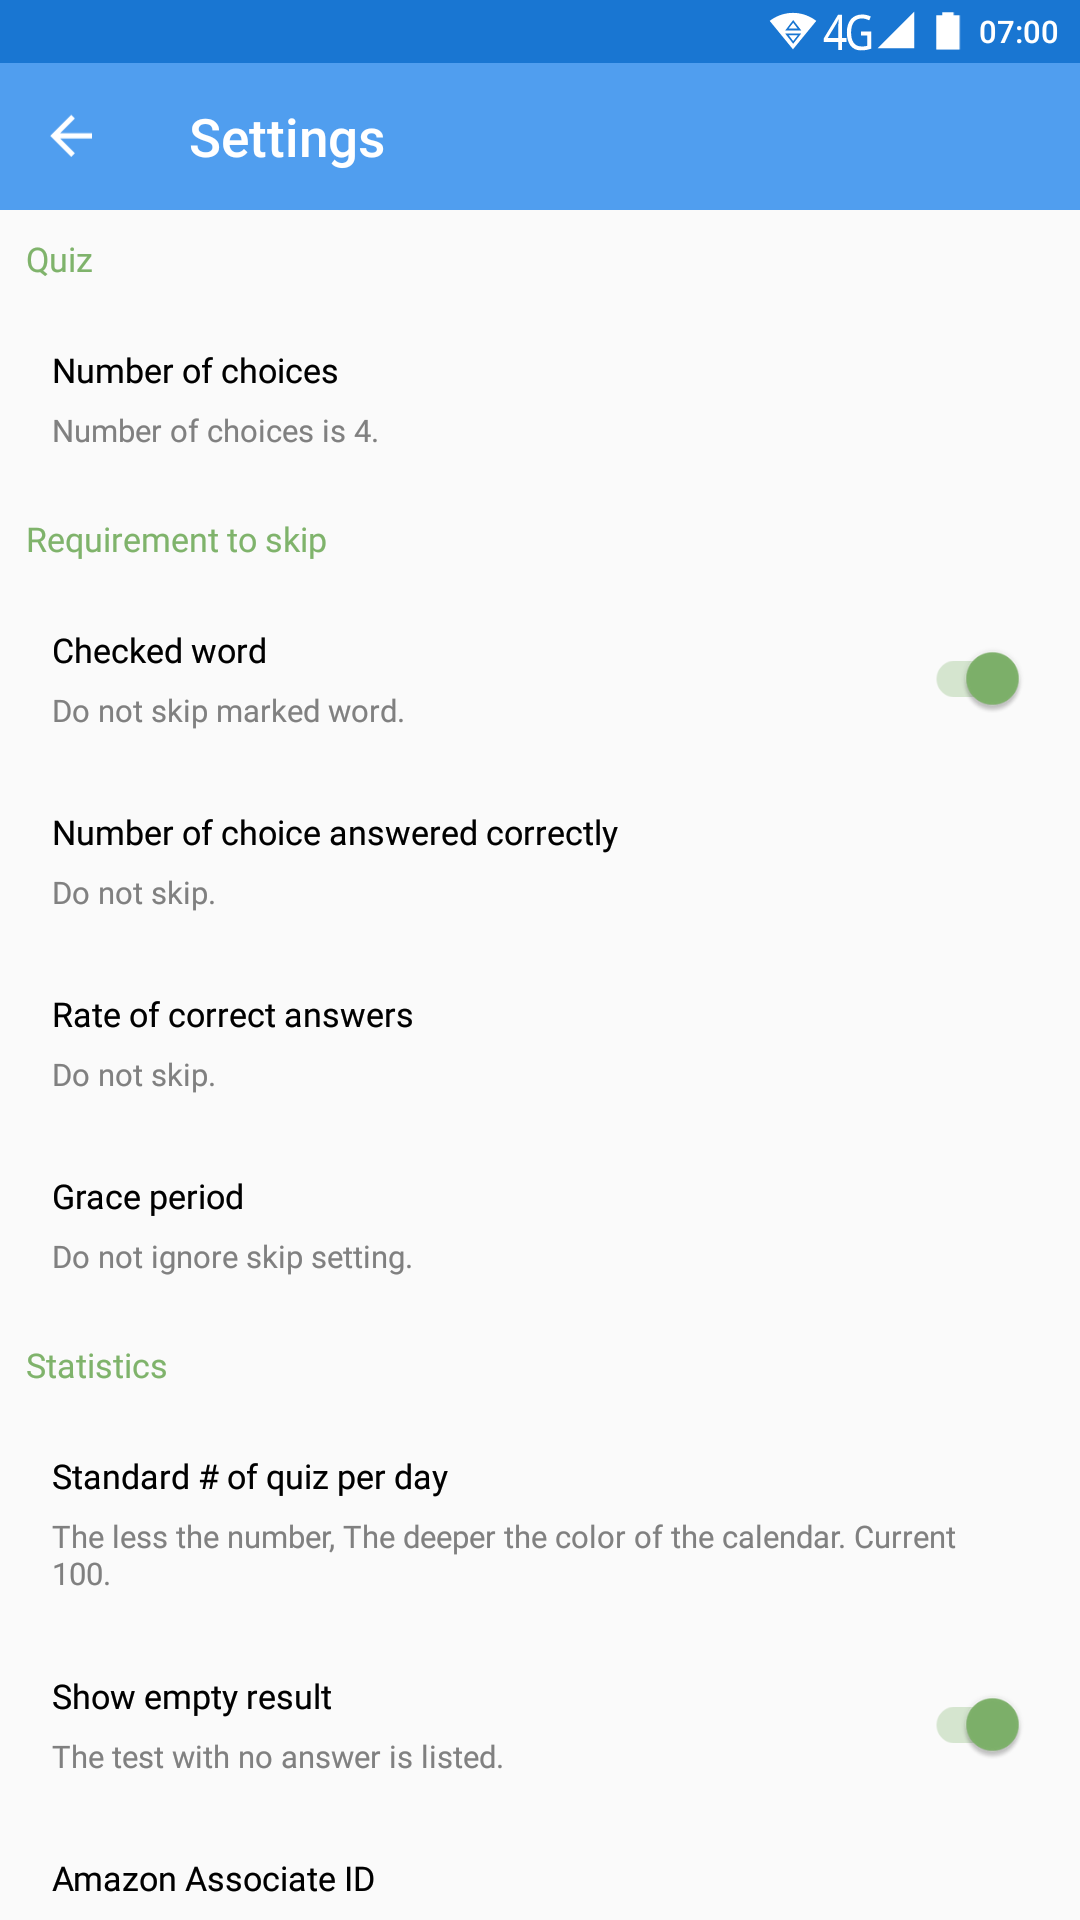 4G 07:00
Settings
Quiz
Number of choices
Number of choices is 4.
Requirement to skip
Checked word
Do not skip marked word.
Number of choice answered correctly
Do not skip.
Rate of correct answers
Do not skip.
Grace period
Do not ignore skip setting.
Statistics
Standard # of quiz per day
The less the number, The deeper the color of the calendar. Current
100.
Show empty result
The test with no answer is listed.
Amazon Associate ID